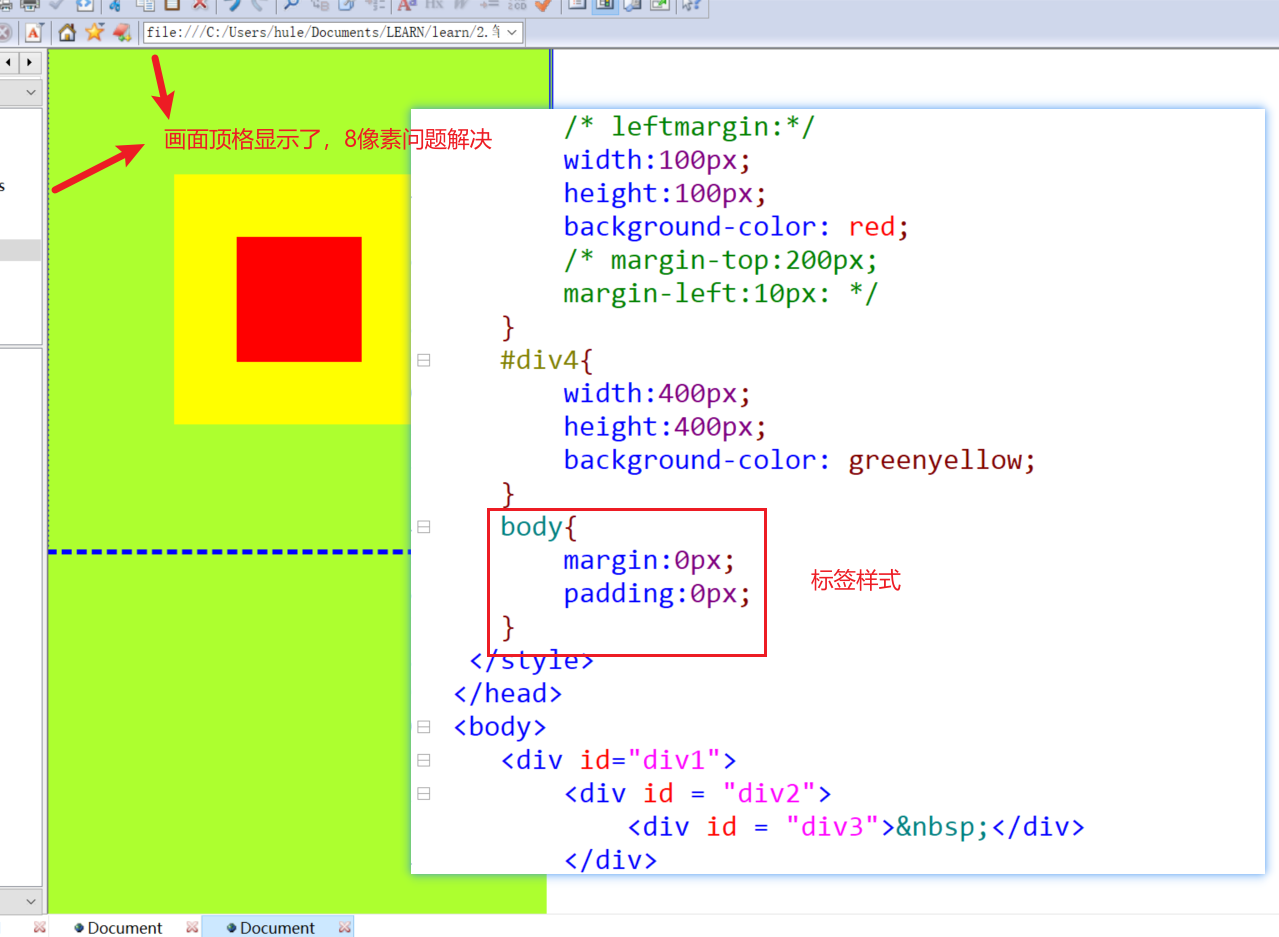 file:///C:/Users/hule/Documents/LEARN/learn/2.
画面顶格显示了，8像素问题解决
s
/* leftmargin:*/
width:100px;
height:100px;
background-color: red;
/* margin-top:200px;
margin-left:10px: */
}
#div4{
width:400px;
height:400px;
background-color: greenyellow;
}
body{
margin:0px;
padding:0px;
}
标签样式
</style>
</head>
<body>
<div id="div1">
<div id = "div2">
<div id = "div3">&nbsp;</div>
</div>
Document
Document